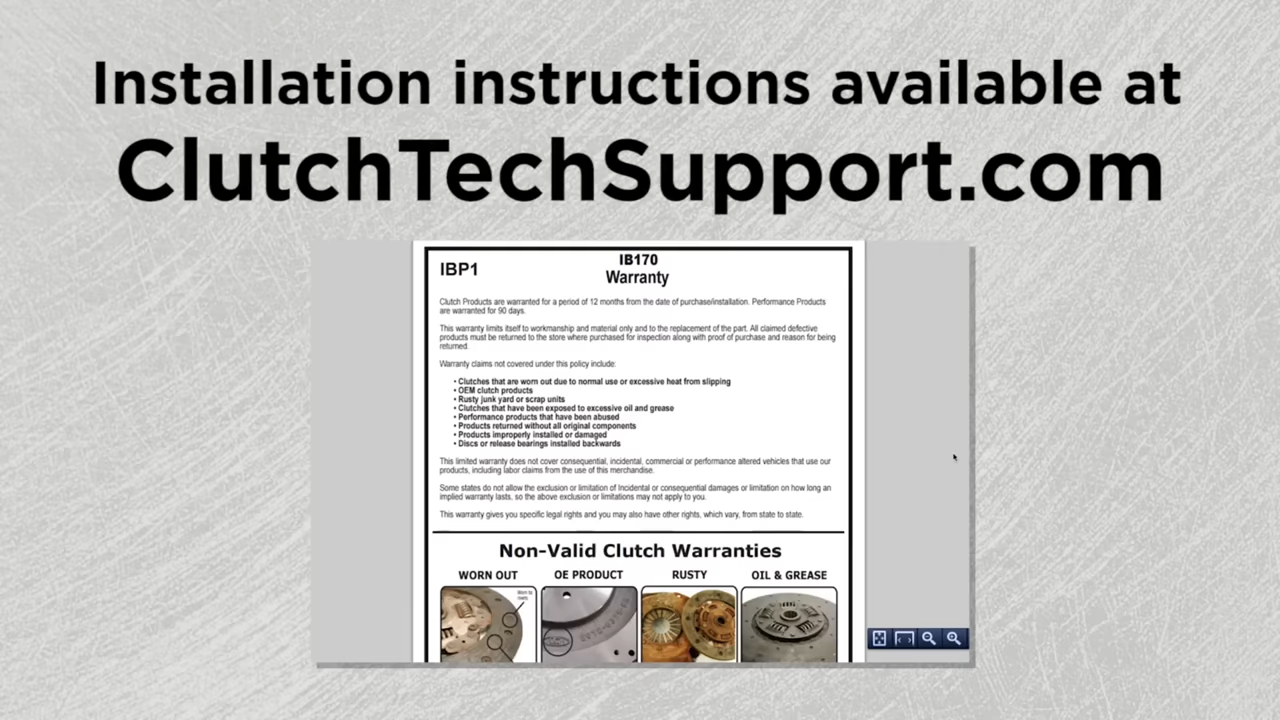 Installation instructions available at
ClutchTechSupport.com
IBP1
IB170
Warranty
Clutch Products are warranted for a period of 12 months from the date of purchase/installation. Performance Products
are warranted for 90 days.
This warranty limits itself to workmanship and material only and to the replacement of the part. All claimed defective
products must be returned to the store where purchased for inspection along with proof of purchase and reason for being
returned.
Warranty claims not covered under this policy include:
• Clutches that are worn out due to normal use or excessive heat from slipping
• OEM clutch products
• Rusty junk yard or scrap units
• Clutches that have been exposed to excessive oil and grease
• Performance products that have been abused
• Products returned without all original components
• Products improperly installed or damaged
• Discs or release bearings installed backwards
This limited warranty does not cover consequential, incidental, commercial or performance altered vehicles that use our
products, including labor claims from the use of this merchandise.
Some states do not allow the exclusion or limitation of Incidental or consequential damages or limitation on how long an
implied warranty lasts, so the above exclusion or limitations may not apply to you.
This warranty gives you specific legal rights and you may also have other rights, which vary, from state to state.
Non-Valid Clutch Warranties
WORN OUT
OE PRODUCT
RUSTY
OIL & GREASE